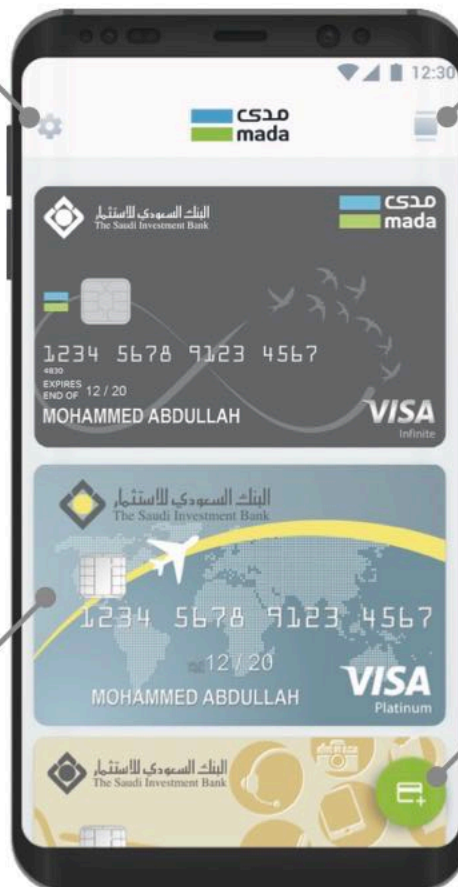 12:30
مدى
mada
البنك السعودي للاستثمار
The Saudi Investment Bank
مدى
mada
1234 5678 9123 4567
4830
EXPIRES
END OF 12 / 20
MOHAMMED ABDULLAH
VISA
Infinite
البنك السعودي للاستثمار
The Saudi Investment Bank
1234 5678 9123 4567
12 / 20
MOHAMMED ABDULLAH
VISA
Platinum
البنك السعودي للاستثمار
The Saudi Investment Bank